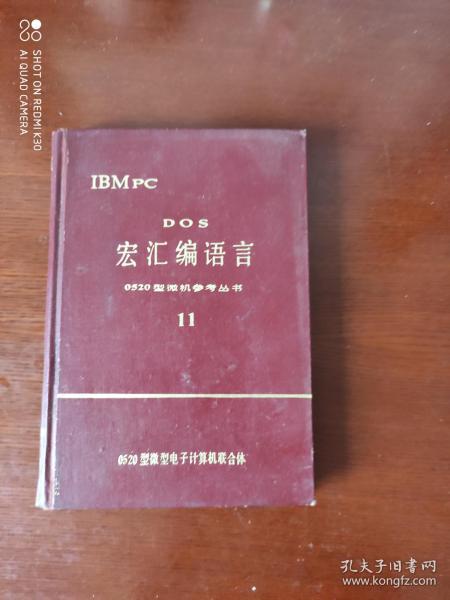 SHOT ON REDMI K30
AI QUAD CAMERA
IBM PC
DOS
宏汇编语言
0520型微机参考丛书
11
0520型微型电子计算机联合体
孔夫子旧书网
www.kongfz.com